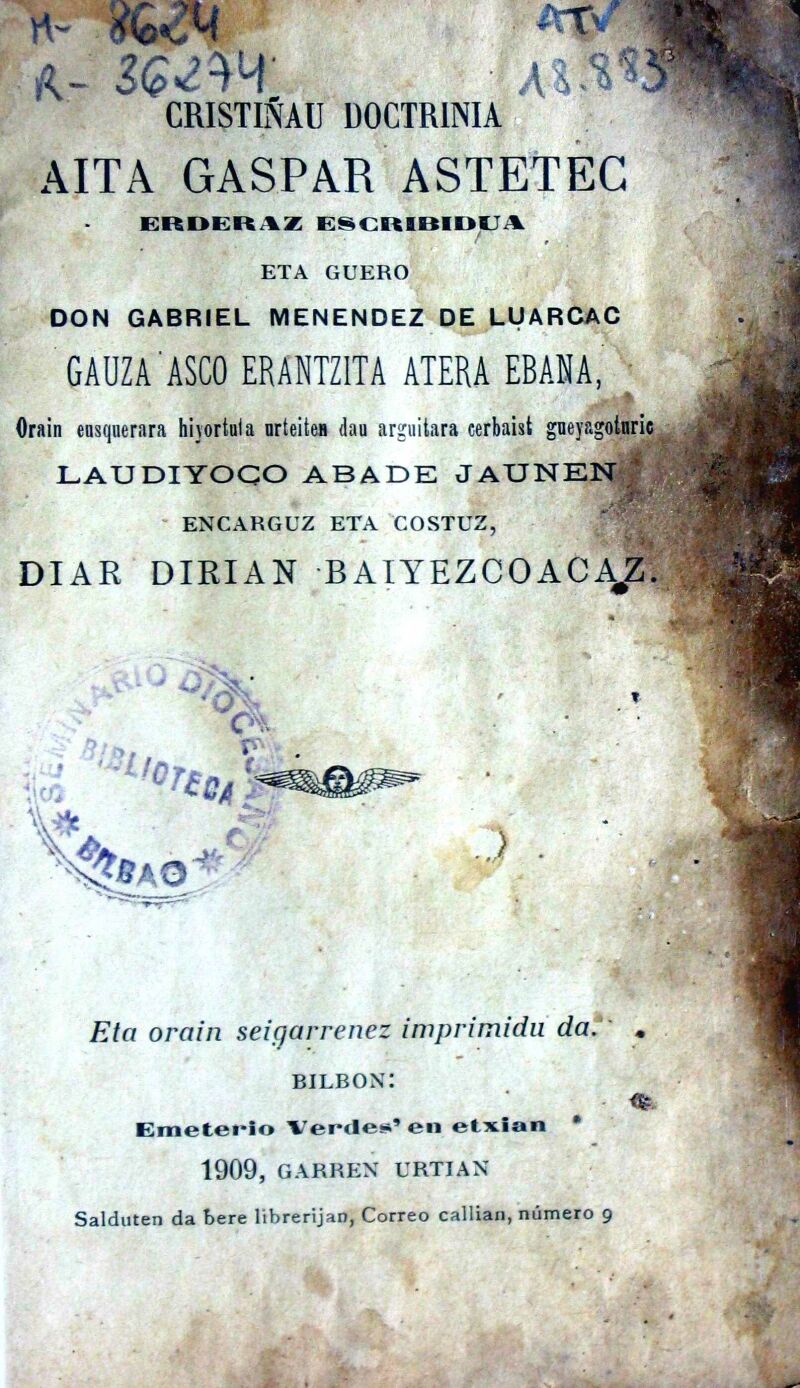 M- 8624
R- 36274
ATV
18.883
CRISTIÑAU DOCTRINIA
AITA GASPAR ASTETEC
ERDERAZ ESCRIBIDUA
ETA GUERO
DON GABRIEL MENENDEZ DE LUARCAC
GAUZA ASCO ERANTZITA ATERA EBANA,
Orain eusquerara biyortuta urteiten dau arguitara cerbaist gueyagoturic
LAUDIYOCO ABADE JAUNEN
ENCARGUZ ETA COSTUZ,
DIAR DIRIAN BAIYEZCOACAZ.
SEMINARIO DIOCESANO
BIBLIOTECA
* BILBAO *
Eta orain seigarrenez imprimidu da.
BILBON:
Emeterio Verdes'en etxian
1909, GARREN URTIAN
Salduten da bere librerijan, Correo callian, número 9